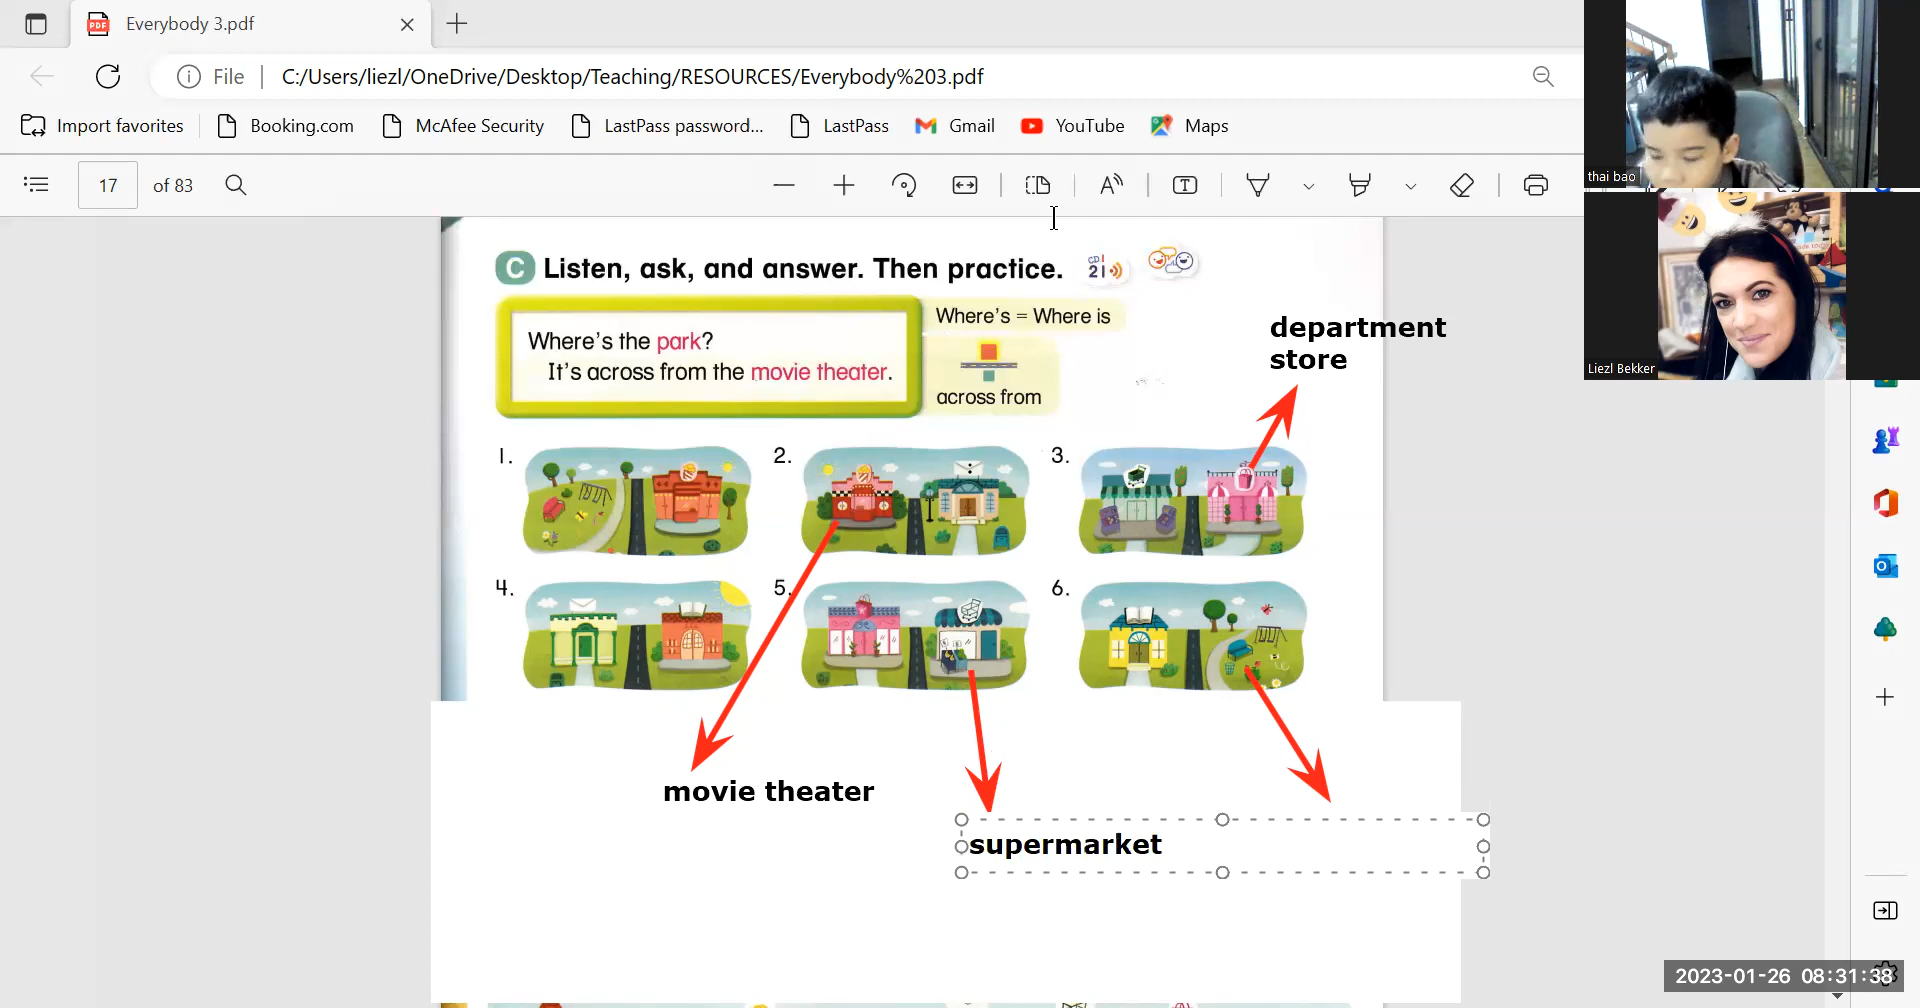 Everybody 3.pdf
File
C:/Users/liezl/OneDrive/Desktop/Teaching/RESOURCES/Everybody%203.pdf
Import favorites
Booking.com
McAfee Security
LastPass password...
LastPass
Gmail
YouTube
Maps
17 of 83
thai bao
Liezl Bekker
C Listen, ask, and answer. Then practice.
CD1
21
Where's the park?
It's across from the movie theater.
Where's = Where is
across from
department
store
1.
2.
3.
4.
5.
6.
movie theater
supermarket
2023-01-26 08:31:38